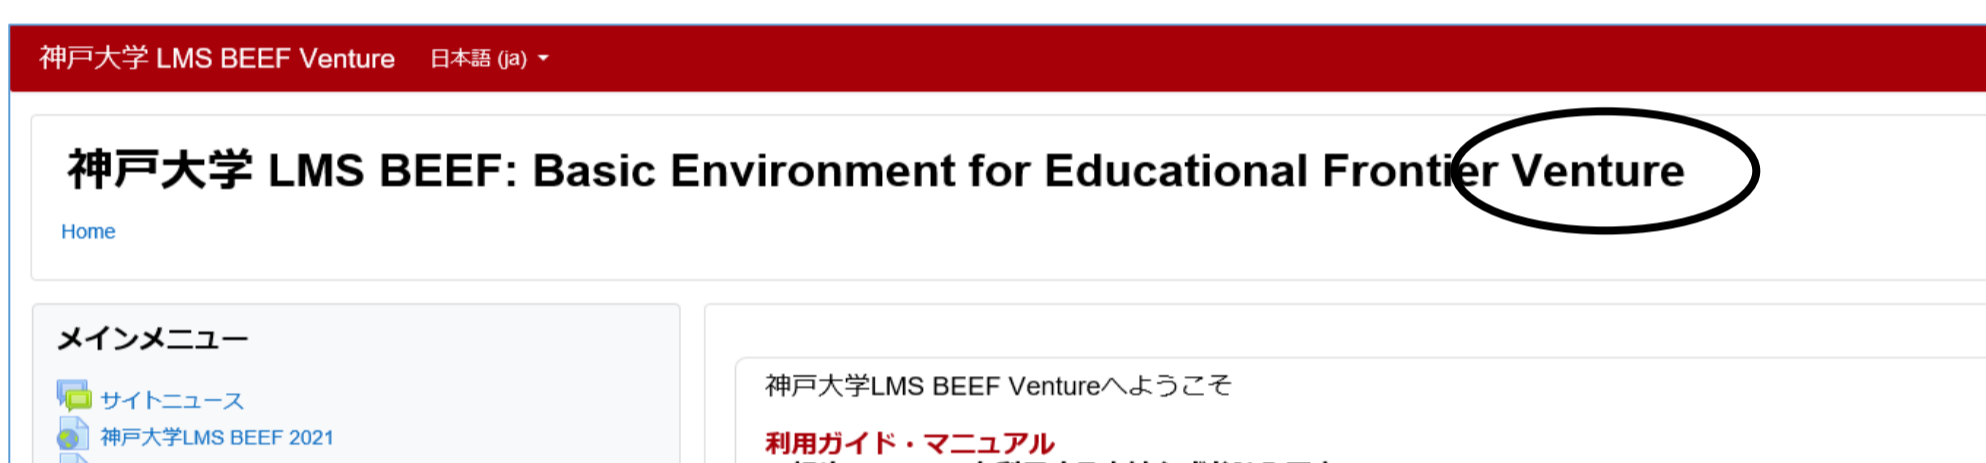 神戸大学 LMS BEEF Venture 日本語 (ja)
神戸大学 LMS BEEF: Basic Environment for Educational Frontier Venture
Home
メインメニュー
サイトニュース
神戸大学LMS BEEF 2021
神戸大学LMS BEEF Ventureへようこそ
利用ガイド・マニュアル